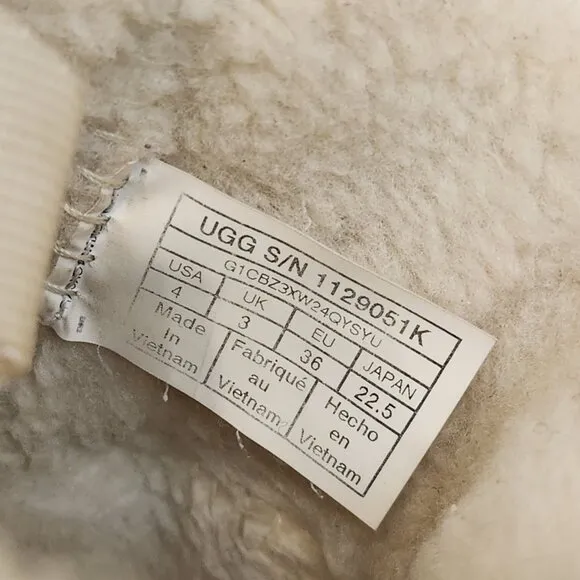 UGG S/N 1129051K
G1CBZ3XW24QYSYU
USA UK EU JAPAN
4 3 36 22.5
Made in Vietnam
Fabriqué au Vietnam
Hecho en Vietnam